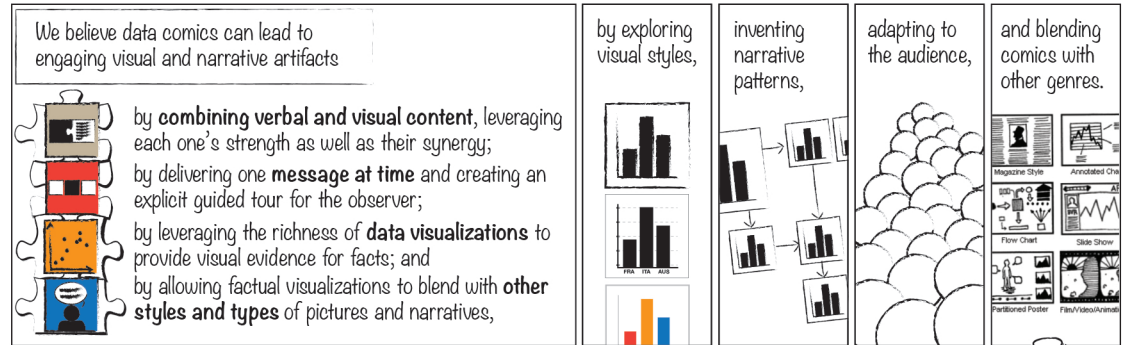 We believe data comics can lead to
engaging visual and narrative artifacts
by combining verbal and visual content, leveraging
each one's strength as well as their synergy;
by delivering one message at time and creating an
explicit guided tour for the observer;
by leveraging the richness of data visualizations to
provide visual evidence for facts; and
by allowing factual visualizations to blend with other
styles and types of pictures and narratives,
by exploring
visual styles,
FRA ITA AUS
inventing
narrative
patterns,
adapting to
the audience,
and blending
comics with
other genres.
Magazine Style
Annotated Cha
Flow Chart
Slide Show
Partitioned Poster
Film/Video/Animati